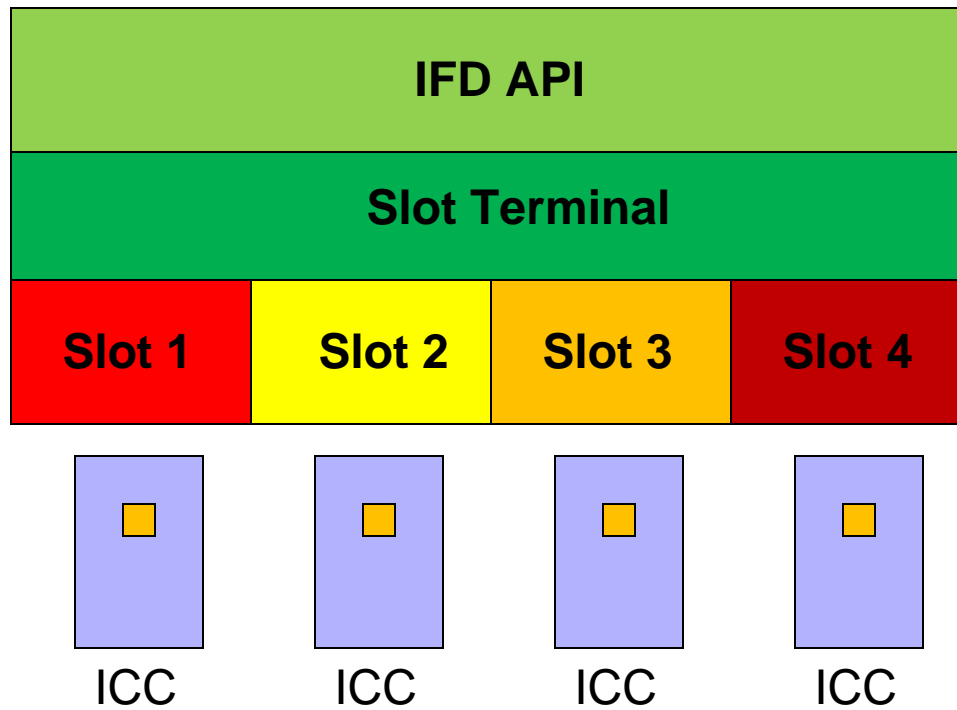 IFD API
Slot Terminal
Slot 1 Slot 2 Slot 3 Slot 4
ICC ICC ICC ICC